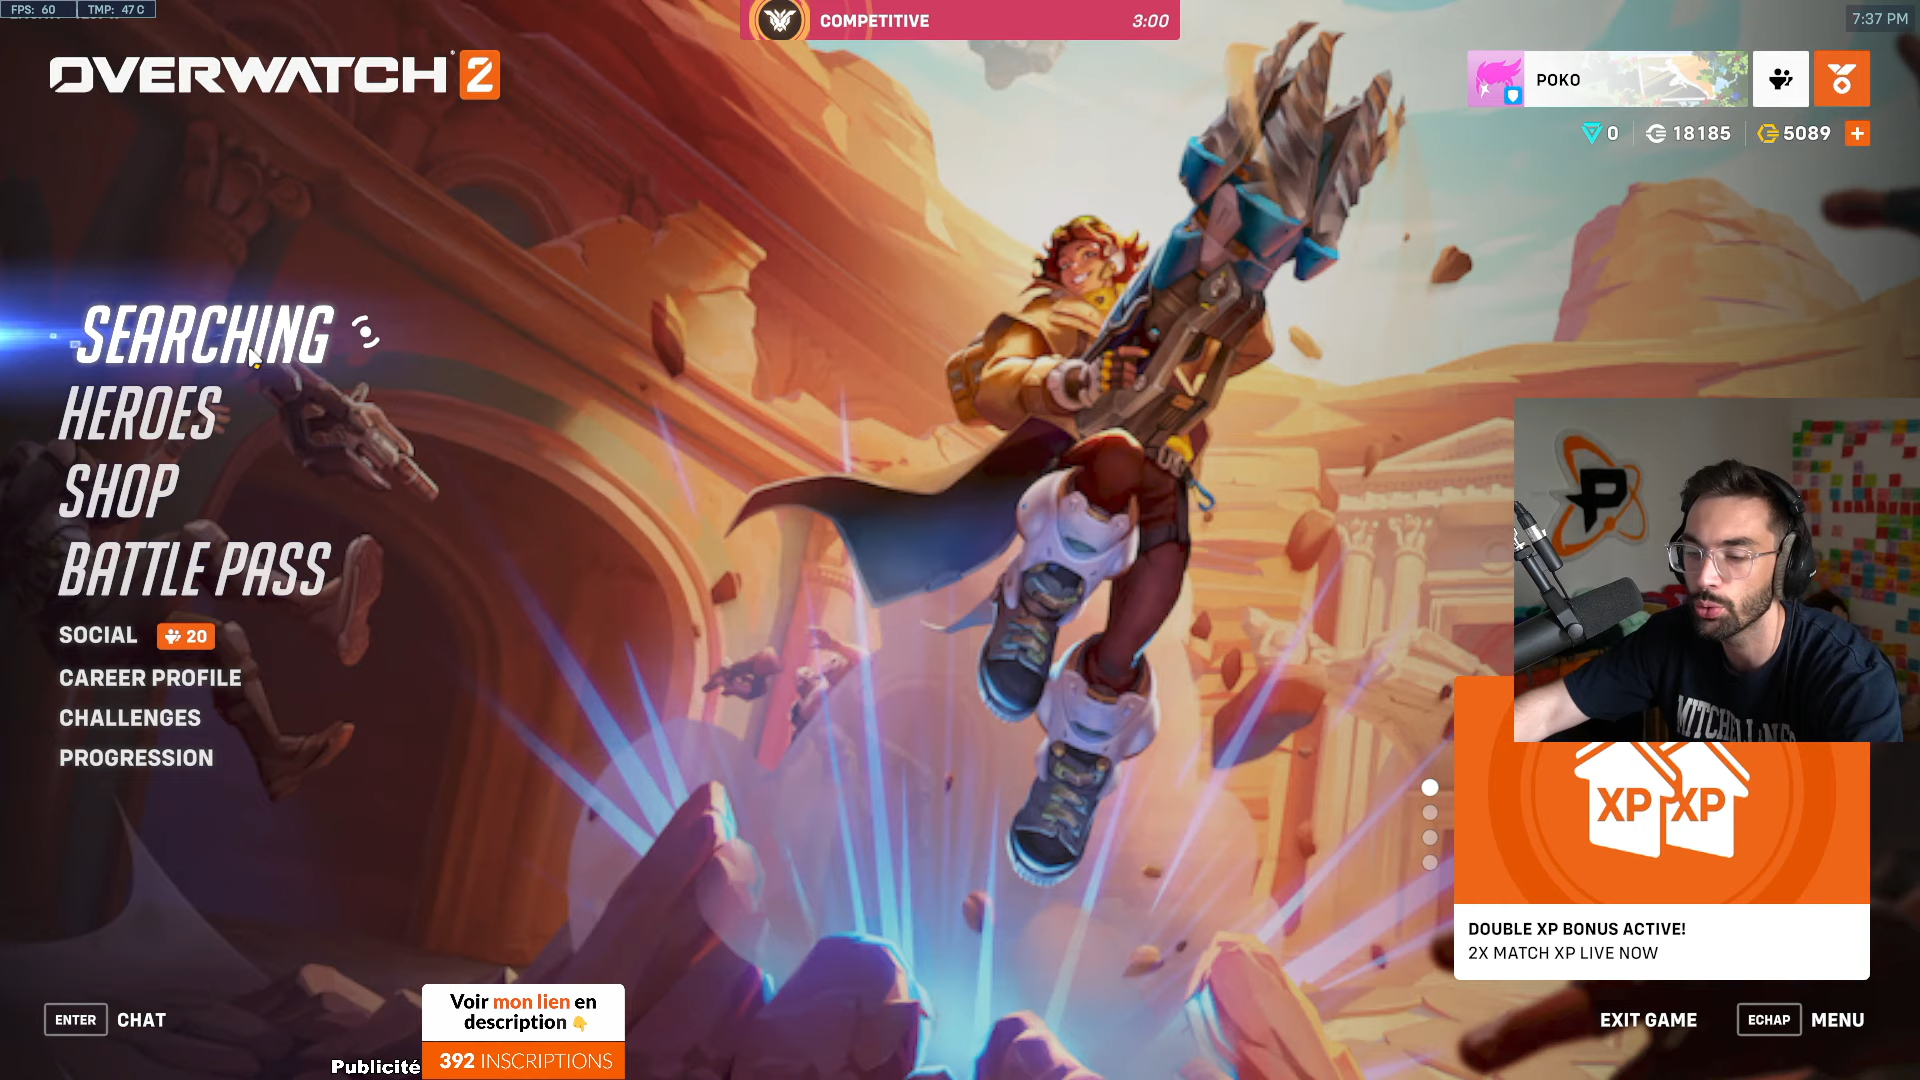 FPS: 60
TMP: 47 C
COMPETITIVE
3:00
7:37 PM
OVERWATCH 2
POKO
0
18185
5089
+
SEARCHING
HEROES
SHOP
BATTLE PASS
SOCIAL
20
CAREER PROFILE
CHALLENGES
PROGRESSION
P
XP XP
DOUBLE XP BONUS ACTIVE!
2X MATCH XP LIVE NOW
ENTER
CHAT
Voir mon lien en
description 👇
Publicité
392 INSCRIPTIONS
EXIT GAME
ECHAP
MENU